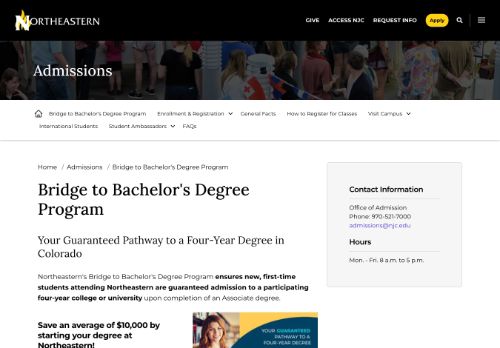 NORTHEASTERN
GIVE ACCESS NJC REQUEST INFO Apply
Admissions
Bridge to Bachelor's Degree Program Enrollment & Registration General Facts How to Register for Classes Visit Campus
International Students Student Ambassadors FAQs
Home / Admissions / Bridge to Bachelor's Degree Program
Bridge to Bachelor's Degree
Program
Your Guaranteed Pathway to a Four-Year Degree in
Colorado
Northeastern's Bridge to Bachelor's Degree Program ensures new, first-time
students attending Northeastern are guaranteed admission to a participating
four-year college or university upon completion of an Associate degree.
Save an average of $10,000 by
starting your degree at
Northeastern!
YOUR GUARANTEED
PATHWAY TO A
FOUR-YEAR DEGREE
Contact Information
Office of Admission
Phone: 970-521-7000
admissions@njc.edu
Hours
Mon. - Fri. 8 a.m. to 5 p.m.